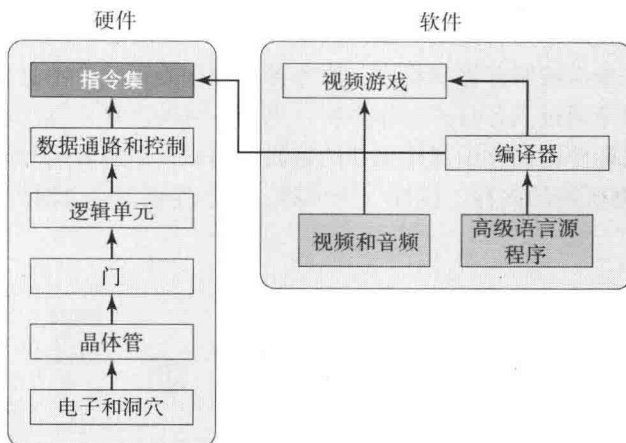 硬件
指令集
数据通路和控制
逻辑单元
门
晶体管
电子和洞穴
软件
视频游戏
编译器
视频和音频
高级语言源
程序